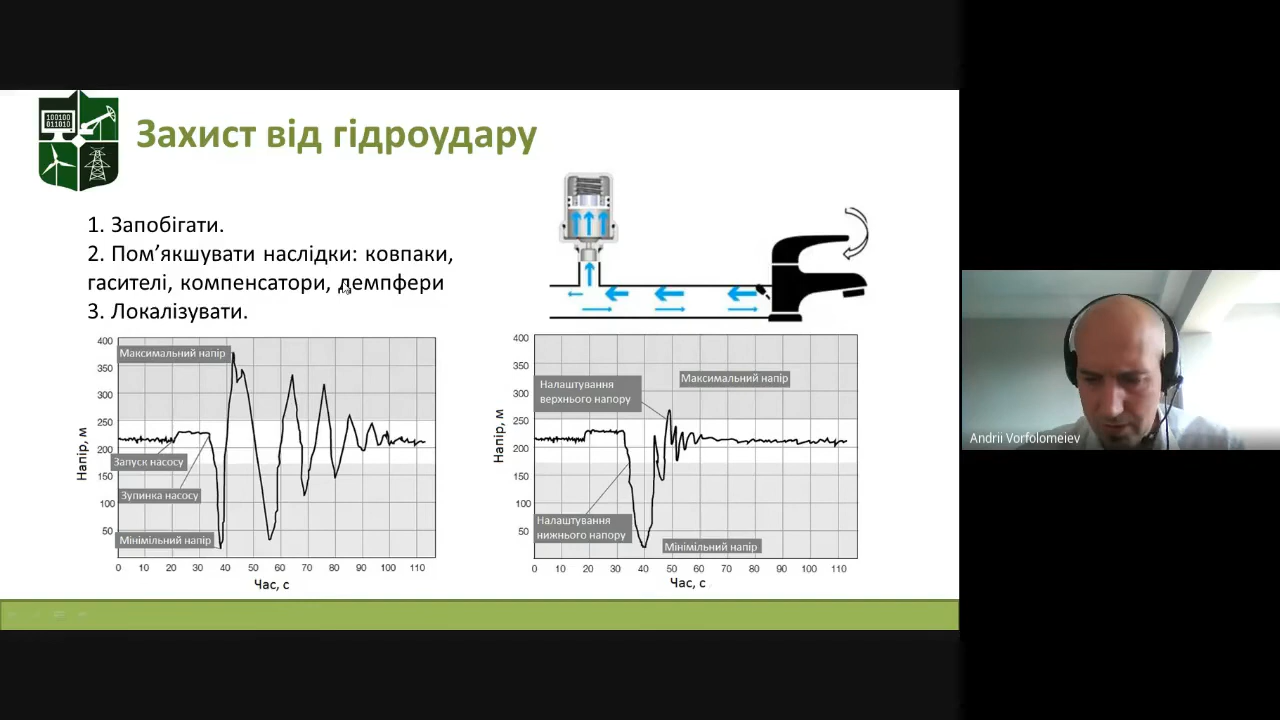 100100
011010
Захист від гідроудару
1. Запобігати.
2. Пом’якшувати наслідки: ковпаки,
гасителі, компенсатори, демпфери
3. Локалізувати.
400
350
300
250
200
150
100
50
Напір, м
Максимальний напір
Запуск насосу
Зупинка насосу
Мінімільний напір
0 10 20 30 40 50 60 70 80 90 100 110
Час, с
400
350
300
250
200
150
100
50
Напір, м
Налаштування
верхнього напору
Максимальний напір
Налаштування
нижнього напору
Мінімільний напір
0 10 20 30 40 50 60 70 80 90 100 110
Час, с
Andrii Vorfolomeiev